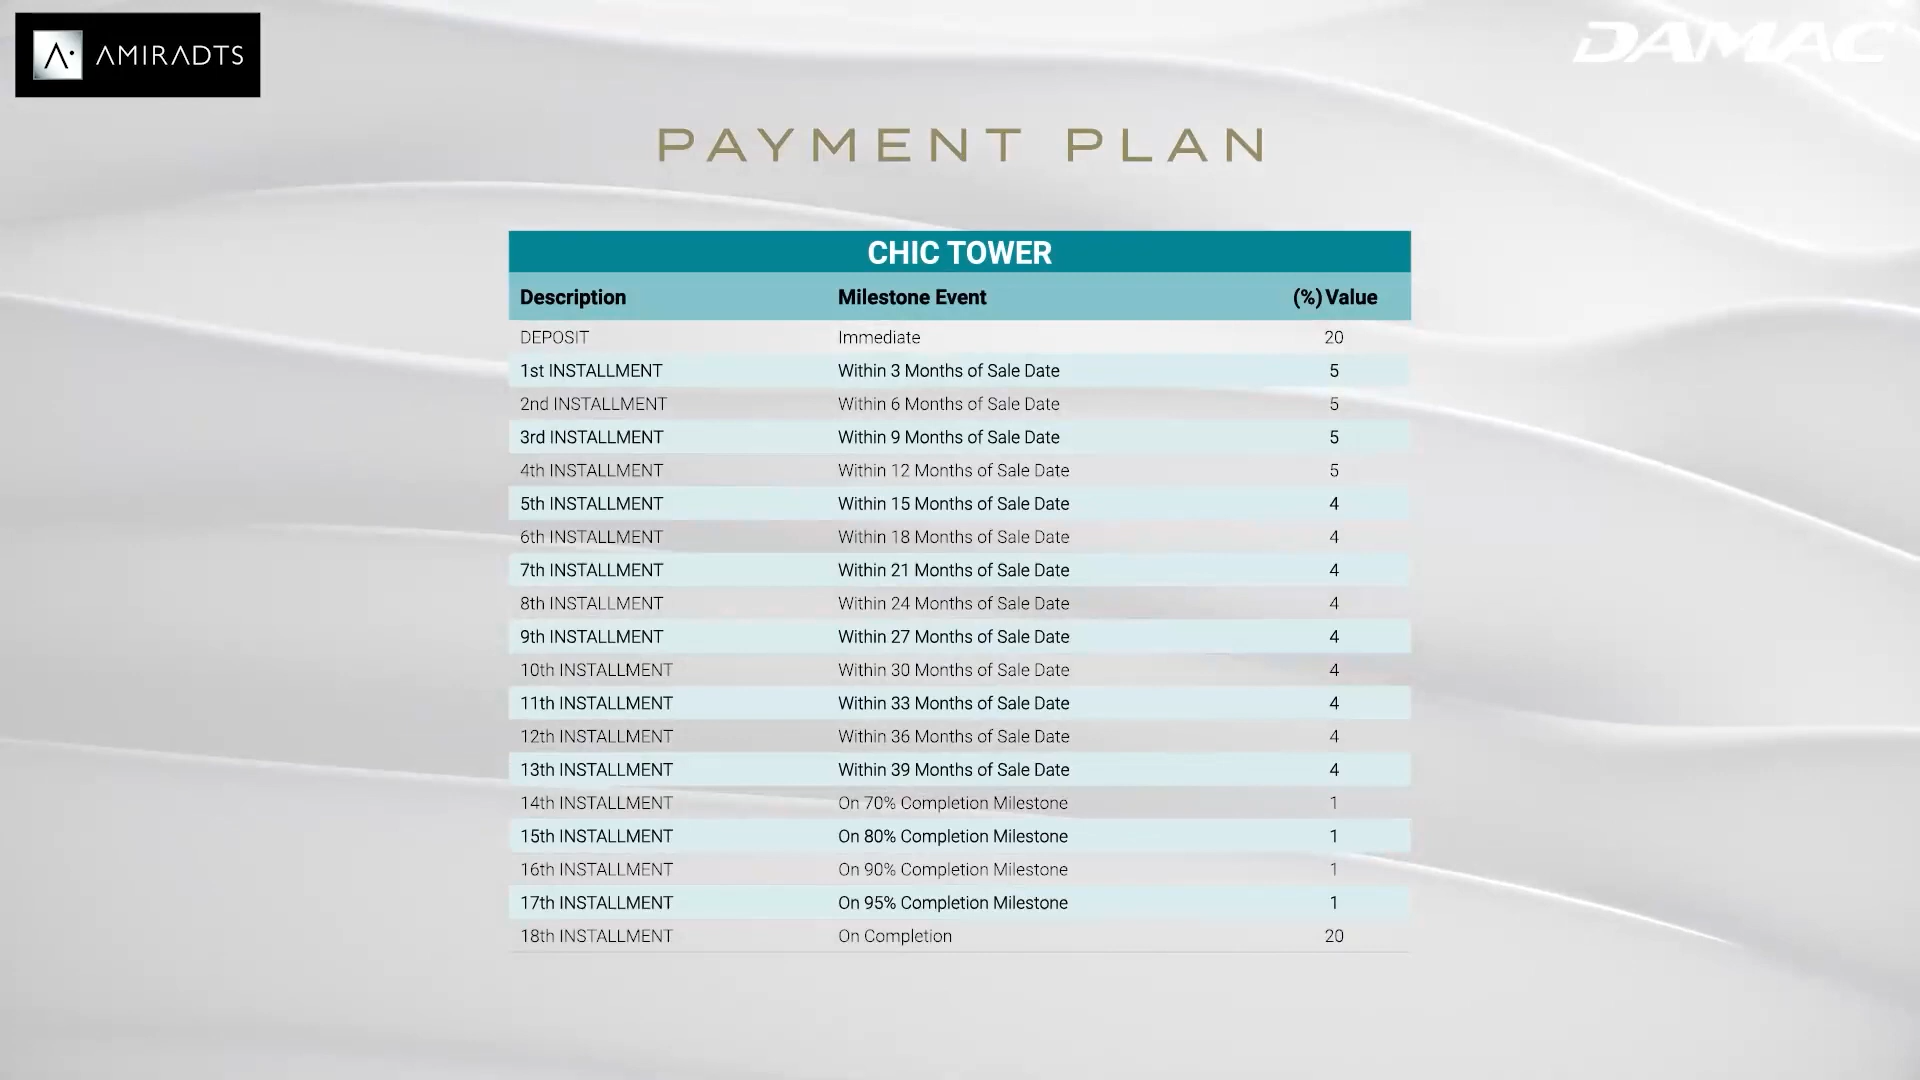 AMIRADTS
DAMAC
PAYMENT PLAN
CHIC TOWER
Description Milestone Event (%) Value
DEPOSIT Immediate 20
1st INSTALLMENT Within 3 Months of Sale Date 5
2nd INSTALLMENT Within 6 Months of Sale Date 5
3rd INSTALLMENT Within 9 Months of Sale Date 5
4th INSTALLMENT Within 12 Months of Sale Date 5
5th INSTALLMENT Within 15 Months of Sale Date 4
6th INSTALLMENT Within 18 Months of Sale Date 4
7th INSTALLMENT Within 21 Months of Sale Date 4
8th INSTALLMENT Within 24 Months of Sale Date 4
9th INSTALLMENT Within 27 Months of Sale Date 4
10th INSTALLMENT Within 30 Months of Sale Date 4
11th INSTALLMENT Within 33 Months of Sale Date 4
12th INSTALLMENT Within 36 Months of Sale Date 4
13th INSTALLMENT Within 39 Months of Sale Date 4
14th INSTALLMENT On 70% Completion Milestone 1
15th INSTALLMENT On 80% Completion Milestone 1
16th INSTALLMENT On 90% Completion Milestone 1
17th INSTALLMENT On 95% Completion Milestone 1
18th INSTALLMENT On Completion 20